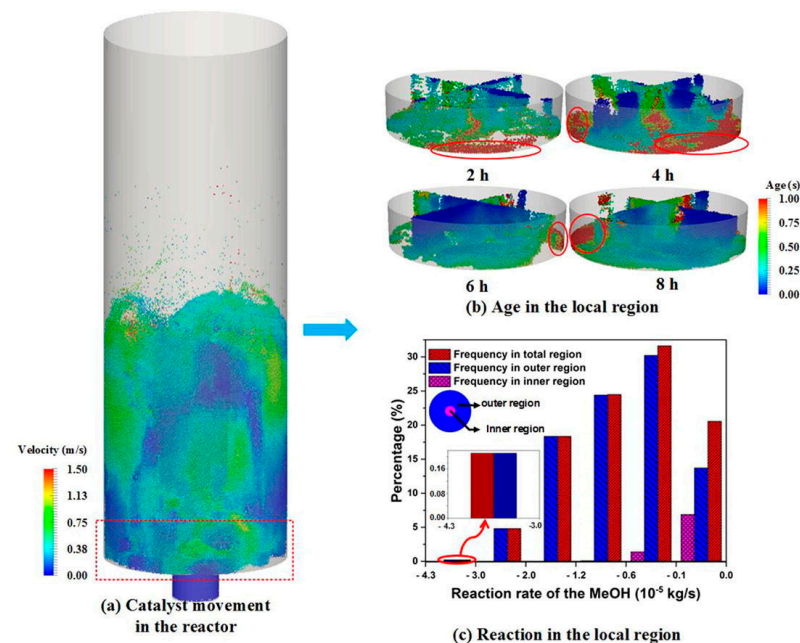 Velocity (m/s)
1.50
1.13
0.75
0.38
0.00
(a) Catalyst movement
in the reactor
2 h
4 h
6 h
8 h
Age (s)
1.00
0.75
0.50
0.25
0.00
(b) Age in the local region
Frequency in total region
Frequency in outer region
Frequency in inner region
outer region
Inner region
Percentage (%)
30
25
20
15
10
5
0
0.16
0.08
0.00
-4.3
-3.0
-4.3
-3.0
-2.0
-1.2
-0.6
-0.1
0.0
Reaction rate of the MeOH (10⁻⁵ kg/s)
(c) Reaction in the local region